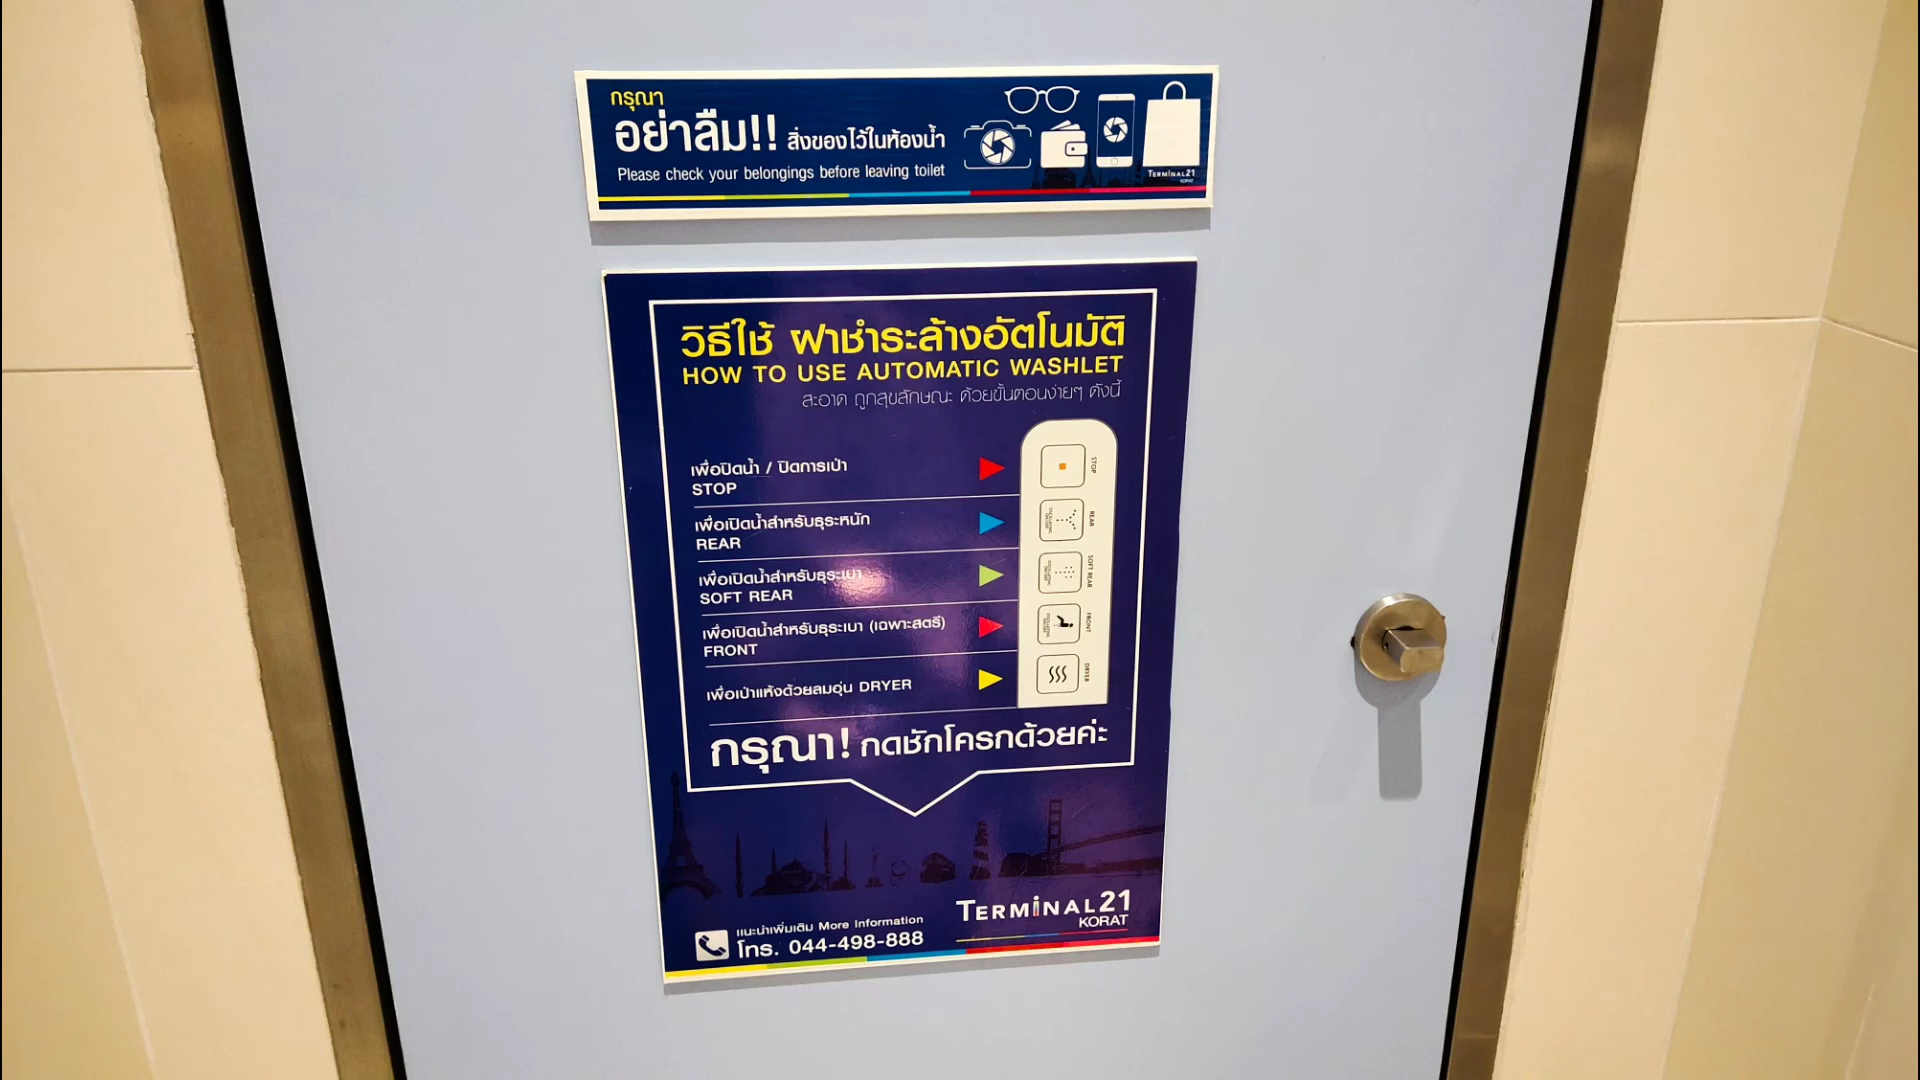 กรุณา
อย่าลืม!! สิ่งของไว้ในห้องน้ำ
Please check your belongings before leaving toilet
TERMINAL21
KORAT
วิธีใช้ ฝาชำระล้างอัตโนมัติ
HOW TO USE AUTOMATIC WASHLET
สะอาด ถูกสุขลักษณะ ด้วยขั้นตอนง่ายๆ ดังนี้
เพื่อปิดน้ำ / ปิดการเป่า
STOP
STOP
เพื่อเปิดน้ำสำหรับธุระหนัก
REAR
REAR
เพื่อเปิดน้ำสำหรับธุระเบา
SOFT REAR
SOFT REAR
เพื่อเปิดน้ำสำหรับธุระเบา (เฉพาะสตรี)
FRONT
FRONT
เพื่อเป่าแห้งด้วยลมอุ่น DRYER
DRYER
กรุณา! กดชักโครกด้วยค่ะ
แนะนำเพิ่มเติม More Information
โทร. 044-498-888
TERMINAL21
KORAT